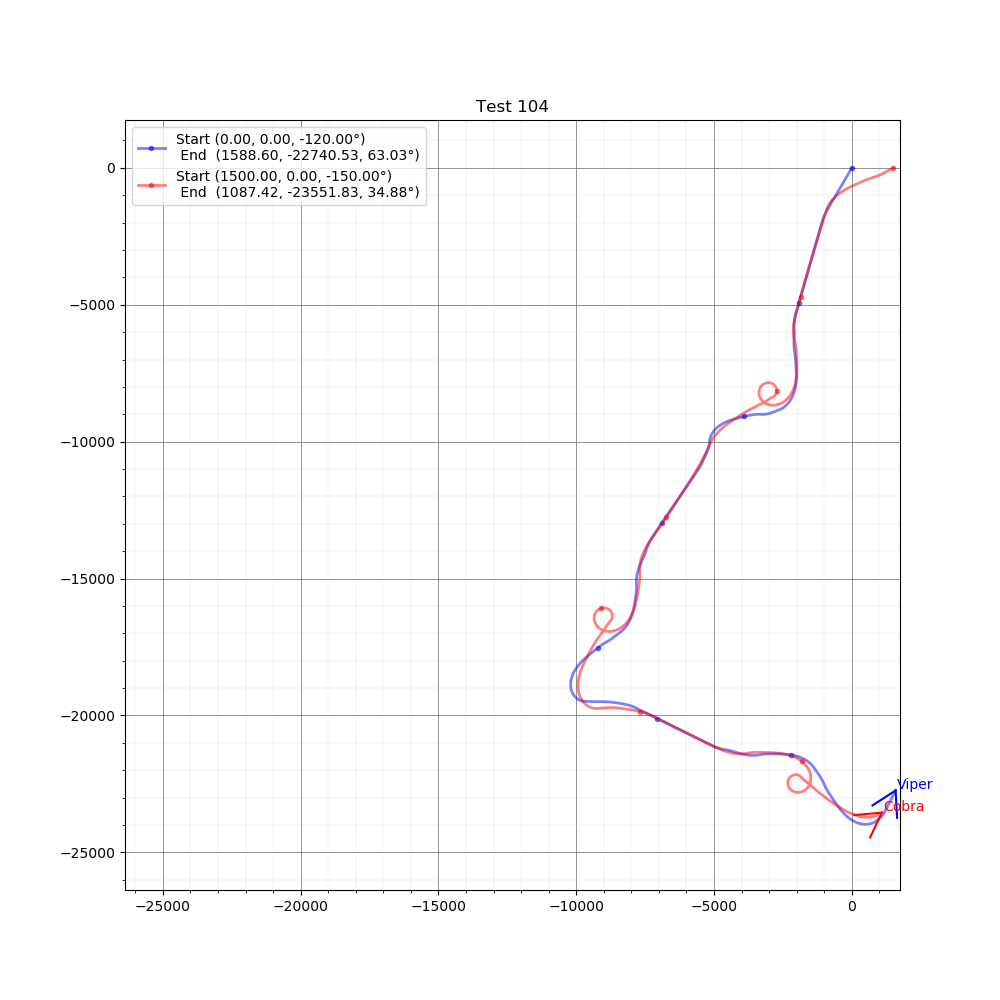 Test 104
Start (0.00, 0.00, -120.00°)
End  (1588.60, -22740.53, 63.03°)
Start (1500.00, 0.00, -150.00°)
End  (1087.42, -23551.83, 34.88°)
0
−5000
−10000
−15000
−20000
−25000
Viper
Cobra
−25000
−20000
−15000
−10000
−5000
0